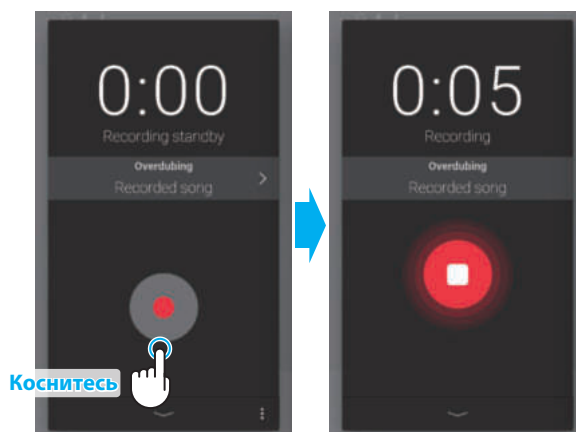 0:00
Recording standby
Overdubing
Recorded song
Коснитесь
0:05
Recording
Overdubing
Recorded song